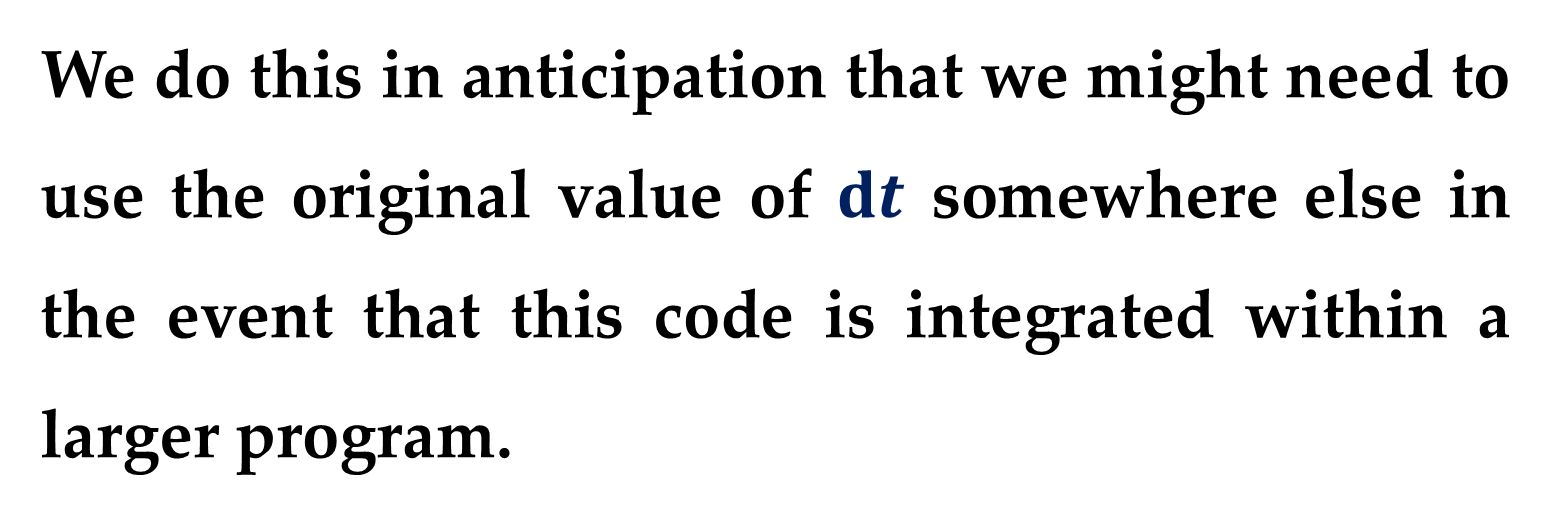 We do this in anticipation that we might need to
use the original value of dt somewhere else in
the event that this code is integrated within a
larger program.